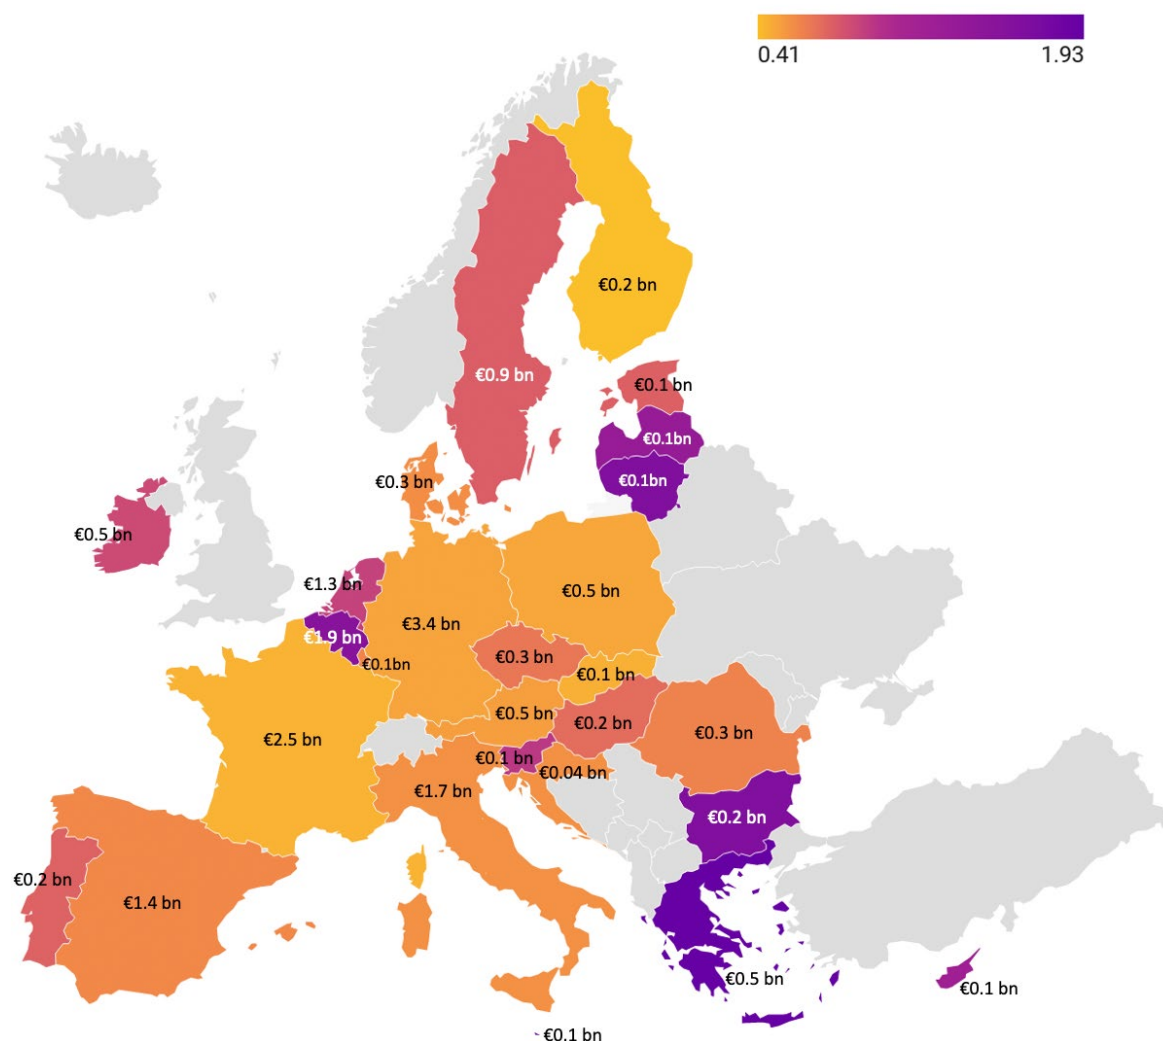 0.41 1.93
€0.2 bn
€0.9 bn
€0.1 bn
€0.1bn
€0.3 bn
€0.1bn
€0.5 bn
€1.3 bn
€0.5 bn
€3.4 bn
€1.9 bn
€0.1bn
€0.3 bn
€0.1 bn
€0.5 bn
€0.2 bn
€0.3 bn
€2.5 bn
€0.1 bn
€0.04 bn
€1.7 bn
€0.2 bn
€0.2 bn
€1.4 bn
€0.5 bn
€0.1 bn
€0.1 bn